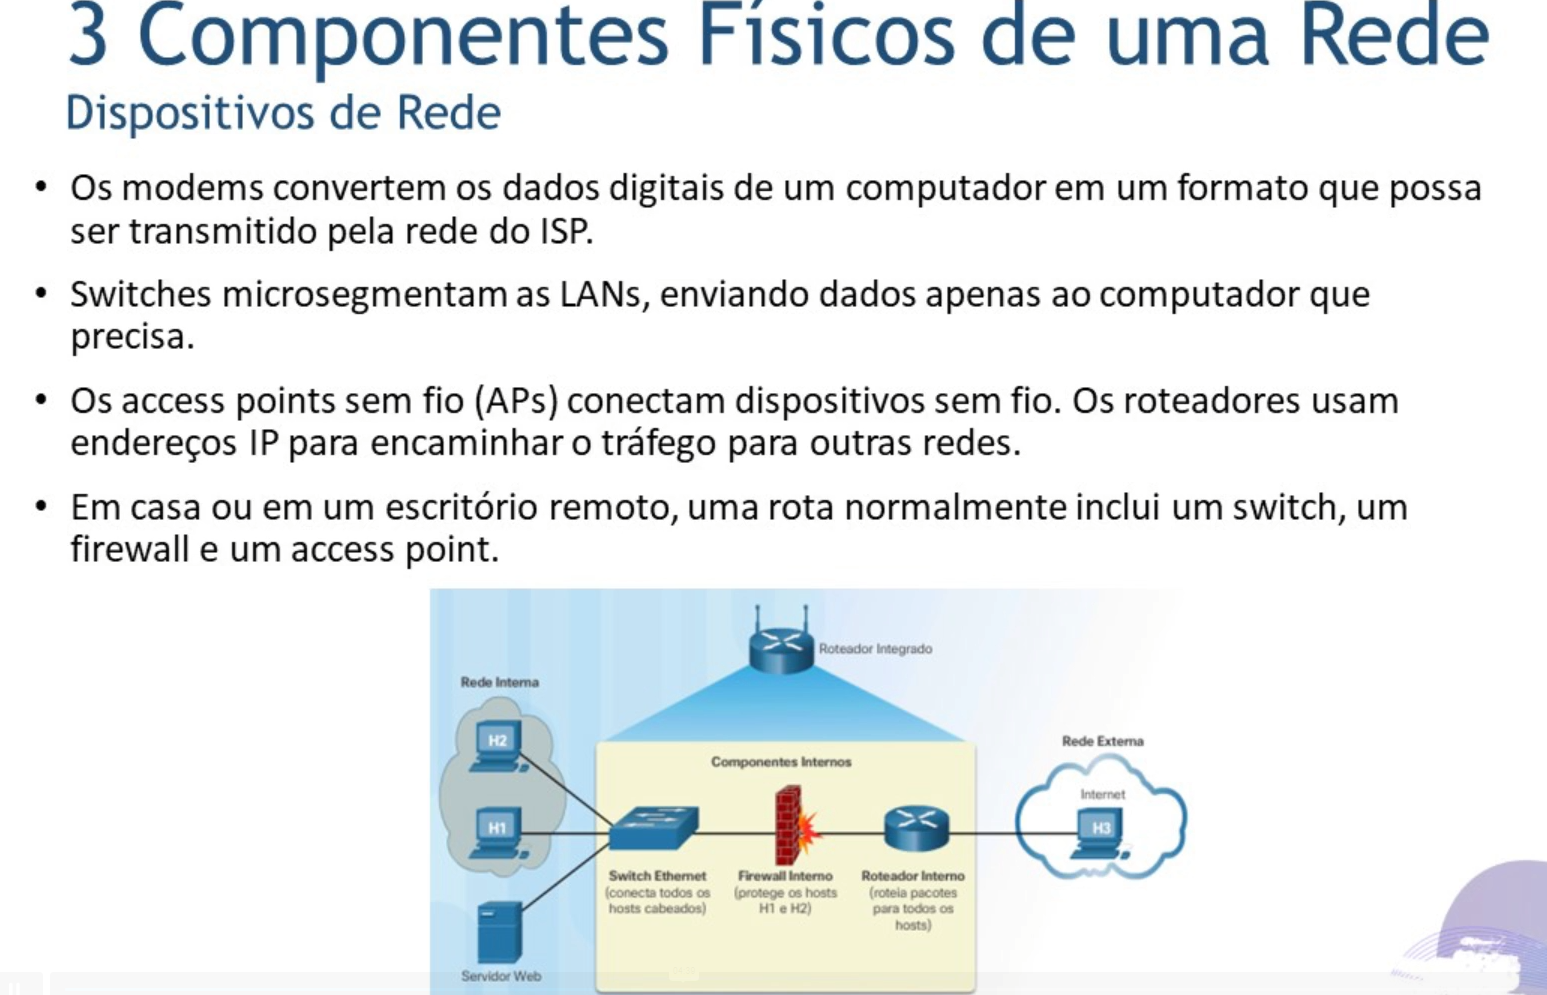 3 Componentes Físicos de uma Rede
Dispositivos de Rede
• Os modems convertem os dados digitais de um computador em um formato que possa
ser transmitido pela rede do ISP.
• Switches microsegmentam as LANs, enviando dados apenas ao computador que
precisa.
• Os access points sem fio (APs) conectam dispositivos sem fio. Os roteadores usam
endereços IP para encaminhar o tráfego para outras redes.
• Em casa ou em um escritório remoto, uma rota normalmente inclui um switch, um
firewall e um access point.
Roteador Integrado
Rede Interna
H2
H1
Servidor Web
Componentes Internos
Switch Ethernet
(conecta todos os
hosts cabeados)
Firewall Interno
(protege os hosts
H1 e H2)
Roteador Interno
(roteia pacotes
para todos os
hosts)
Rede Externa
Internet
H3